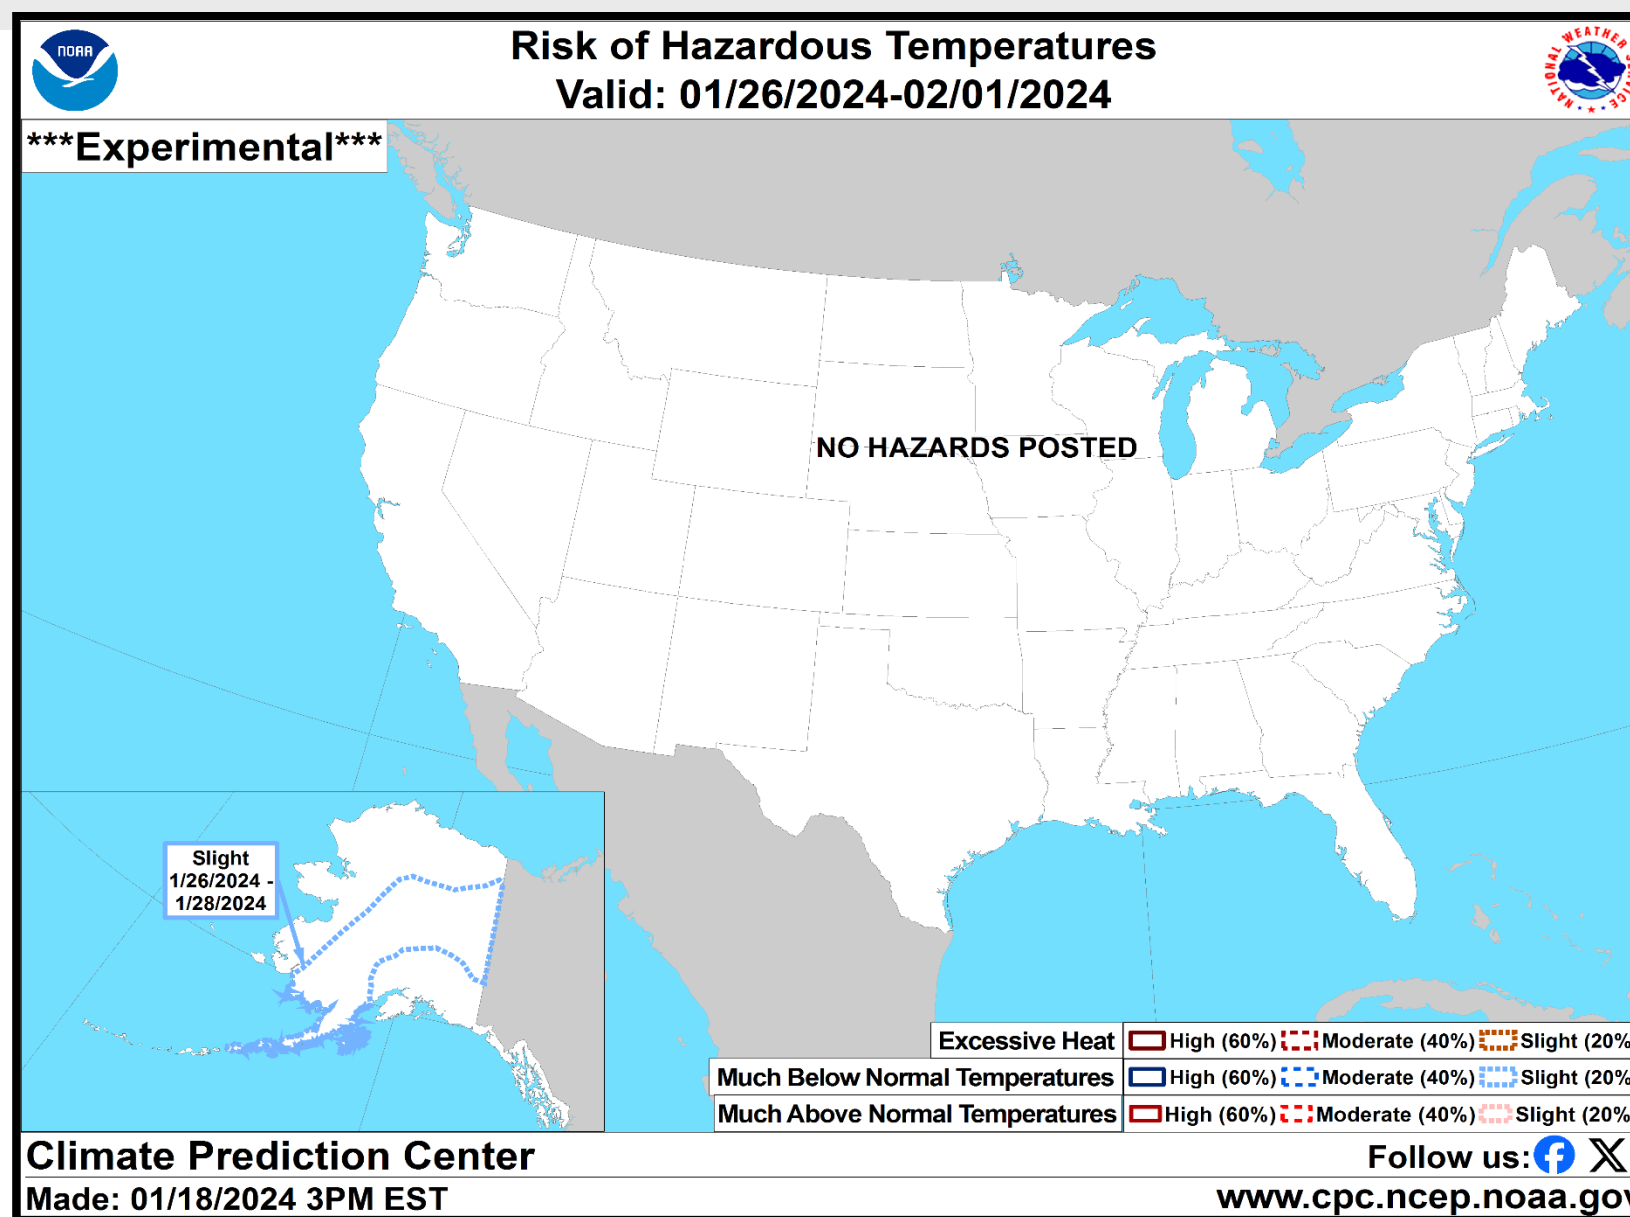 NOAA
Risk of Hazardous Temperatures
Valid: 01/26/2024-02/01/2024
NATIONAL WEATHER SERVICE
***Experimental***
NO HAZARDS POSTED
Slight
1/26/2024 -
1/28/2024
Excessive Heat High (60%) Moderate (40%) Slight (20%
Much Below Normal Temperatures High (60%) Moderate (40%) Slight (20%
Much Above Normal Temperatures High (60%) Moderate (40%) Slight (20%
Climate Prediction Center
Follow us:
Made: 01/18/2024 3PM EST
www.cpc.ncep.noaa.gov